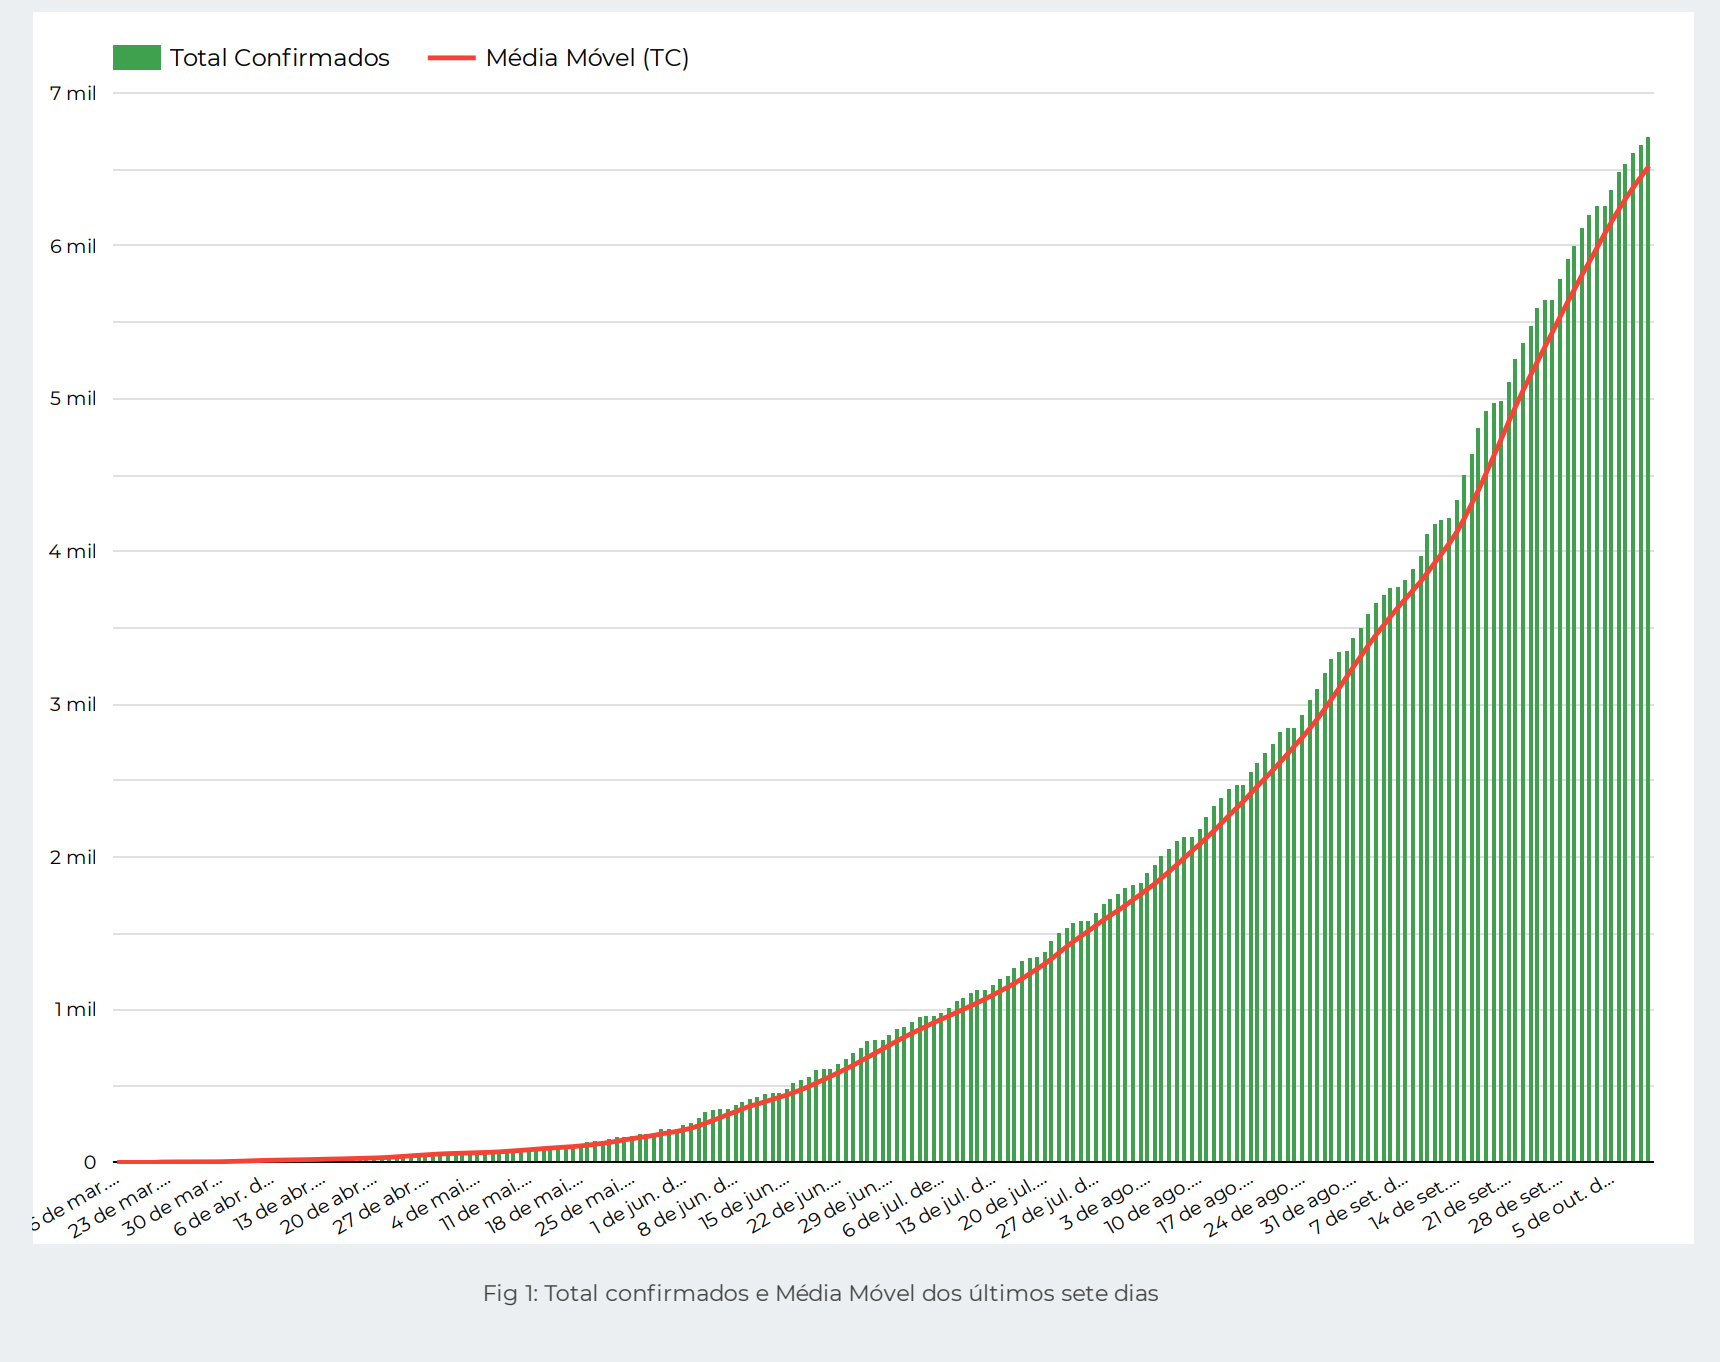 Total Confirmados Média Móvel (TC)
7 mil
6 mil
5 mil
4 mil
3 mil
2 mil
1 mil
0
6 de mar....
23 de mar....
30 de mar...
6 de abr. d...
13 de abr....
20 de abr....
27 de abr....
4 de mai....
11 de mai....
18 de mai....
25 de mai....
1 de jun. d...
8 de jun. d...
15 de jun....
22 de jun....
29 de jun....
6 de jul. de...
13 de jul. d...
20 de jul....
27 de jul. d...
3 de ago....
10 de ago....
17 de ago....
24 de ago....
31 de ago....
7 de set. d...
14 de set....
21 de set....
28 de set....
5 de out. d...
Fig 1: Total confirmados e Média Móvel dos últimos sete dias